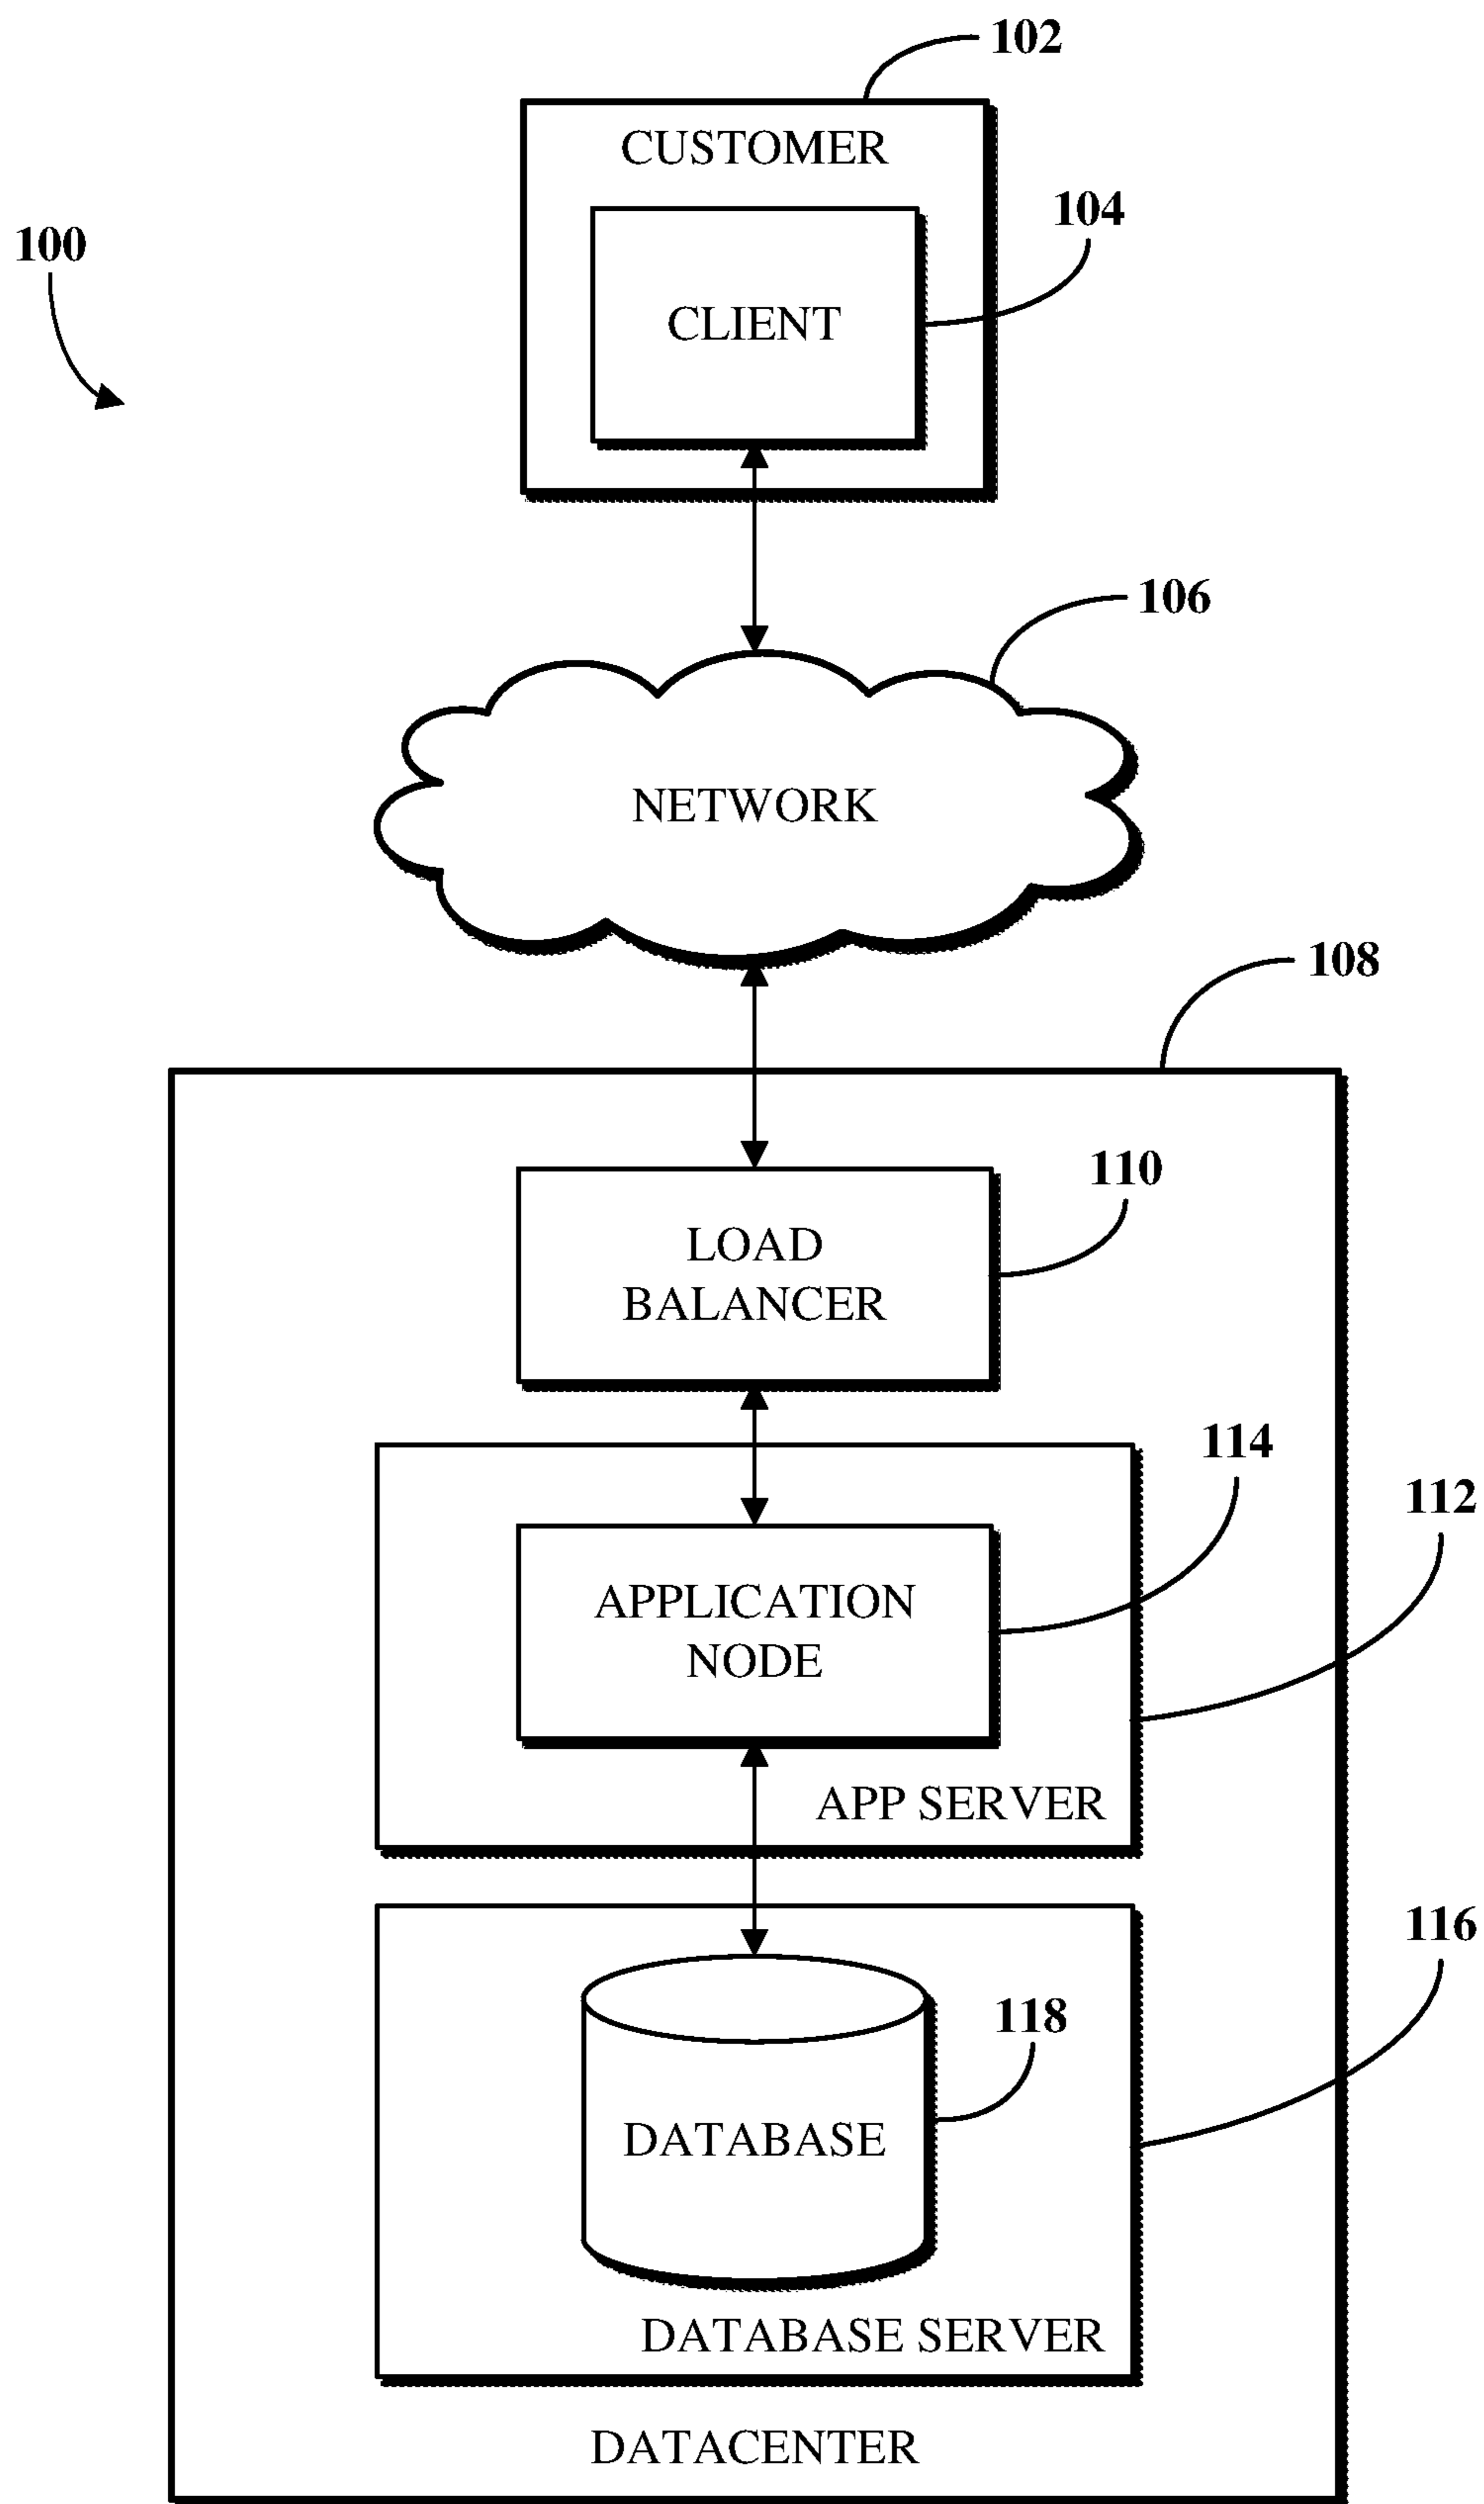 102
CUSTOMER
104
100
CLIENT
106
NETWORK
108
110
LOAD
BALANCER
114
112
APPLICATION
NODE
APP SERVER
116
118
DATABASE
DATABASE SERVER
DATACENTER